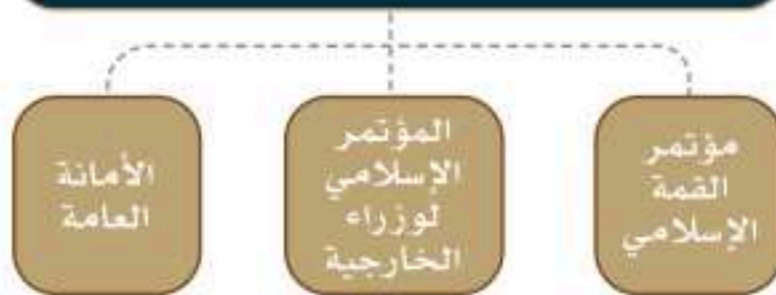 مؤتمر
القمة
الإسلامي
المؤتمر
الإسلامي
لوزراء
الخارجية
الأمانة
العامة